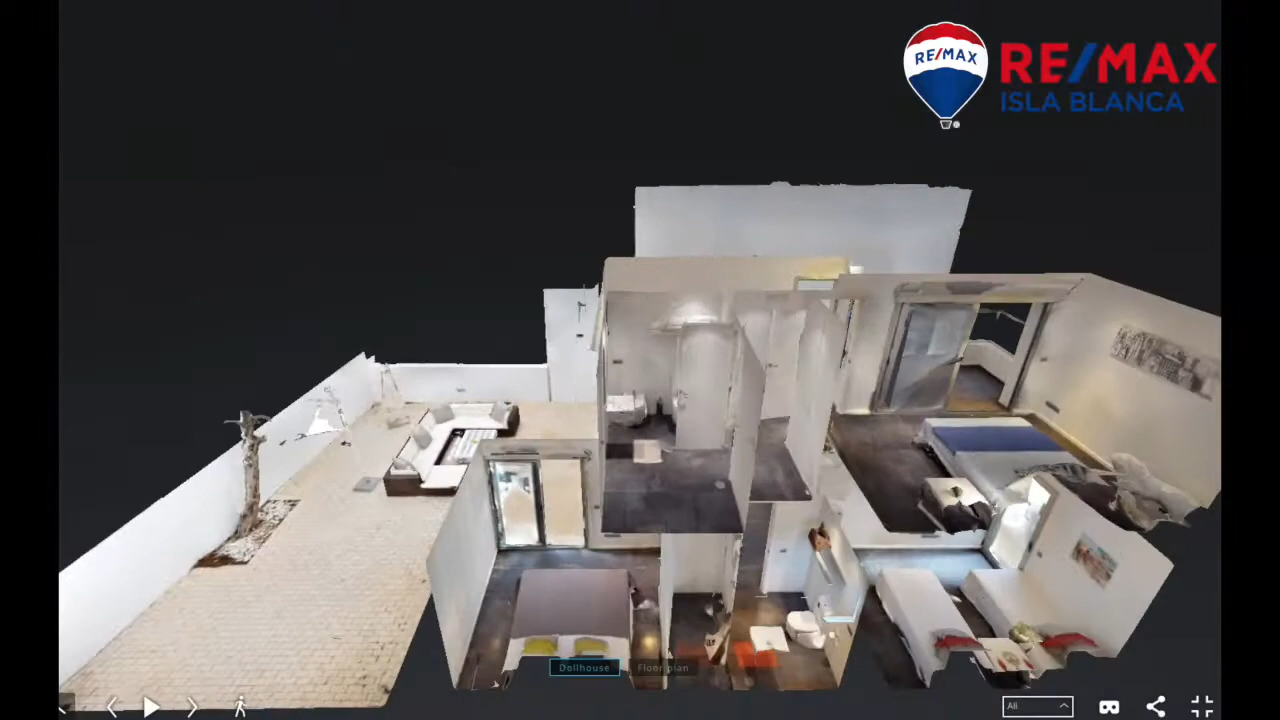 RE/MAX
RE/MAX
ISLA BLANCA
Dollhouse
Floor plan
All